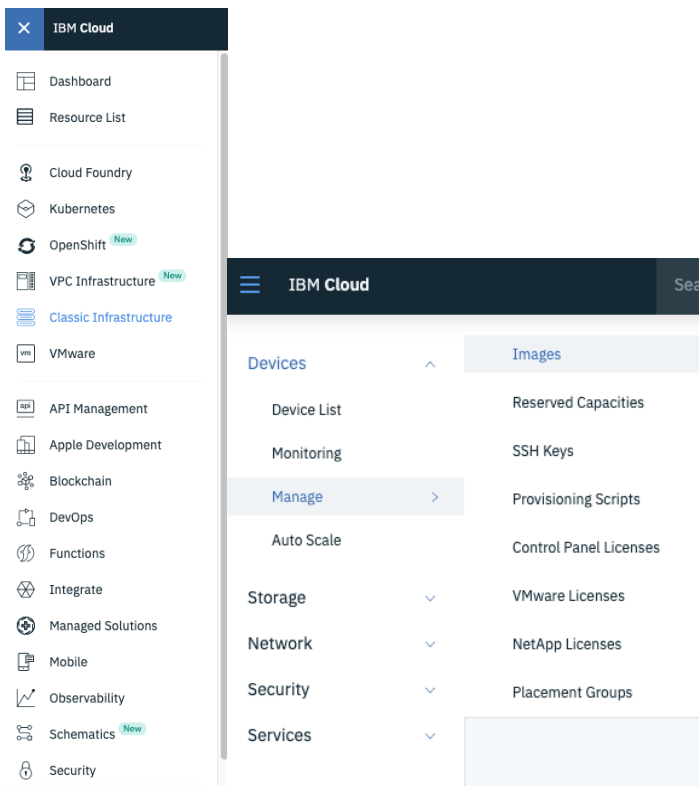 IBM Cloud
Dashboard
Resource List
Cloud Foundry
Kubernetes
OpenShift New
VPC Infrastructure New
Classic Infrastructure
vm VMware
api API Management
Apple Development
Blockchain
DevOps
Functions
Integrate
Managed Solutions
Mobile
Observability
Schematics New
Security
IBM Cloud
Devices
Device List
Monitoring
Manage
Auto Scale
Storage
Network
Security
Services
Images
Reserved Capacities
SSH Keys
Provisioning Scripts
Control Panel Licenses
VMware Licenses
NetApp Licenses
Placement Groups